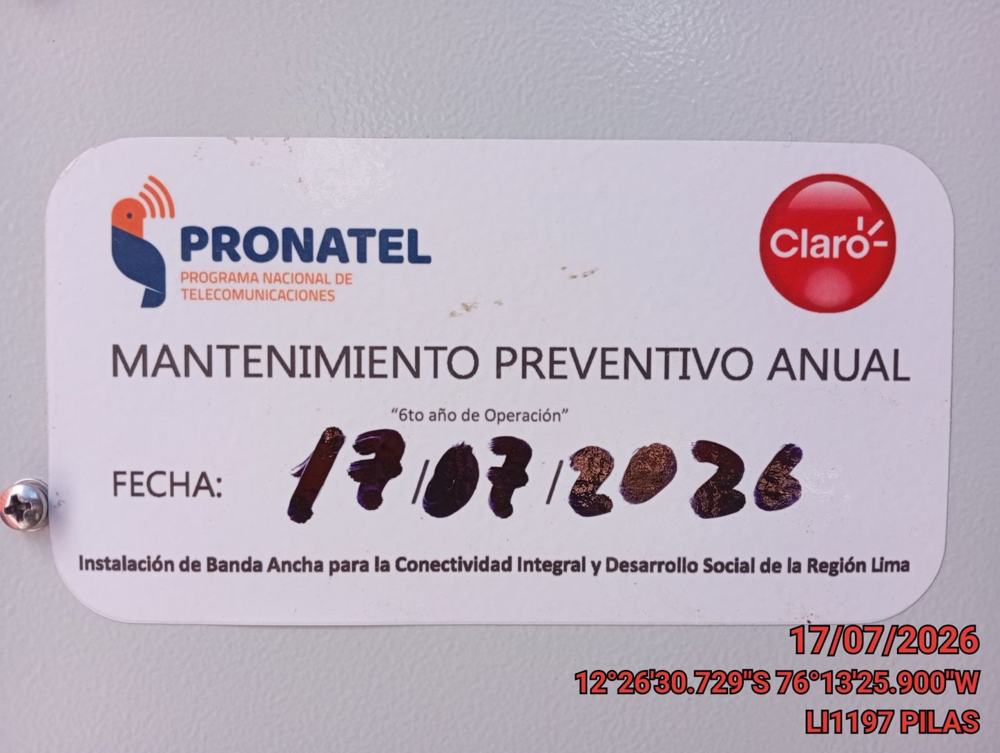 PRONATEL
PROGRAMA NACIONAL DE
TELECOMUNICACIONES
Claro
MANTENIMIENTO PREVENTIVO ANUAL
“6to año de Operación”
FECHA: 17/07/2026
Instalación de Banda Ancha para la Conectividad Integral y Desarrollo Social de la Región Lima
17/07/2026
12°26'30.729"S 76°13'25.900"W
LI1197 PILAS